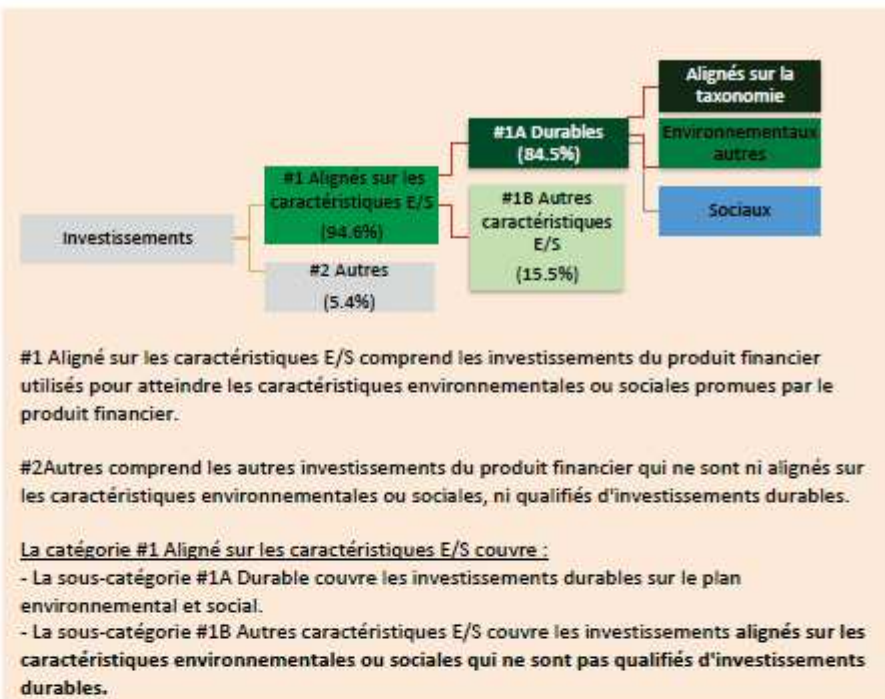 Investissements
#1 Alignés sur les
caractéristiques E/S
(94.6%)
#2 Autres
(5.4%)
#1A Durables
(84.5%)
#1B Autres
caractéristiques
E/S
(15.5%)
Alignés sur la
taxonomie
Environnementaux
autres
Sociaux
#1 Aligné sur les caractéristiques E/S comprend les investissements du produit financier
utilisés pour atteindre les caractéristiques environnementales ou sociales promues par le
produit financier.
#2Autres comprend les autres investissements du produit financier qui ne sont ni alignés sur
les caractéristiques environnementales ou sociales, ni qualifiés d'investissements durables.
La catégorie #1 Aligné sur les caractéristiques E/S couvre :
- La sous-catégorie #1A Durable couvre les investissements durables sur le plan
environnemental et social.
- La sous-catégorie #1B Autres caractéristiques E/S couvre les investissements alignés sur les
caractéristiques environnementales ou sociales qui ne sont pas qualifiés d'investissements
durables.